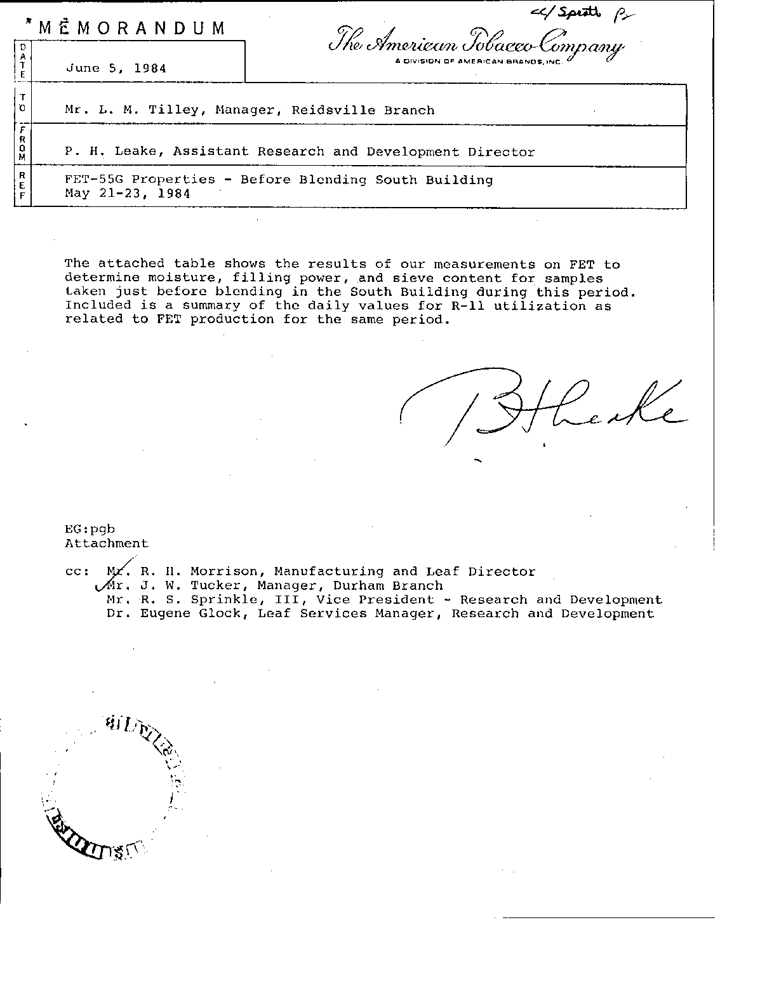 cc/
*MEMORANDUM
The American Tobacco Company
A DIVISION OF AMERICAN BRANDS, INC.
DATE
June 5, 1984
TO
Mr. L. M. Tilley, Manager, Reidsville Branch
FROM
P. H. Leake, Assistant Research and Development Director
REF
FET-55G Properties - Before Blending South Building
May 21-23, 1984
The attached table shows the results of our measurements on FET to
determine moisture, filling power, and sieve content for samples
taken just before blending in the South Building during this period.
Included is a summary of the daily values for R-11 utilization as
related to FET production for the same period.
PHLeake
EG:pgb
Attachment
cc: Mr. R. H. Morrison, Manufacturing and Leaf Director
Mr. J. W. Tucker, Manager, Durham Branch
Mr. R. S. Sprinkle, III, Vice President - Research and Development
Dr. Eugene Glock, Leaf Services Manager, Research and Development